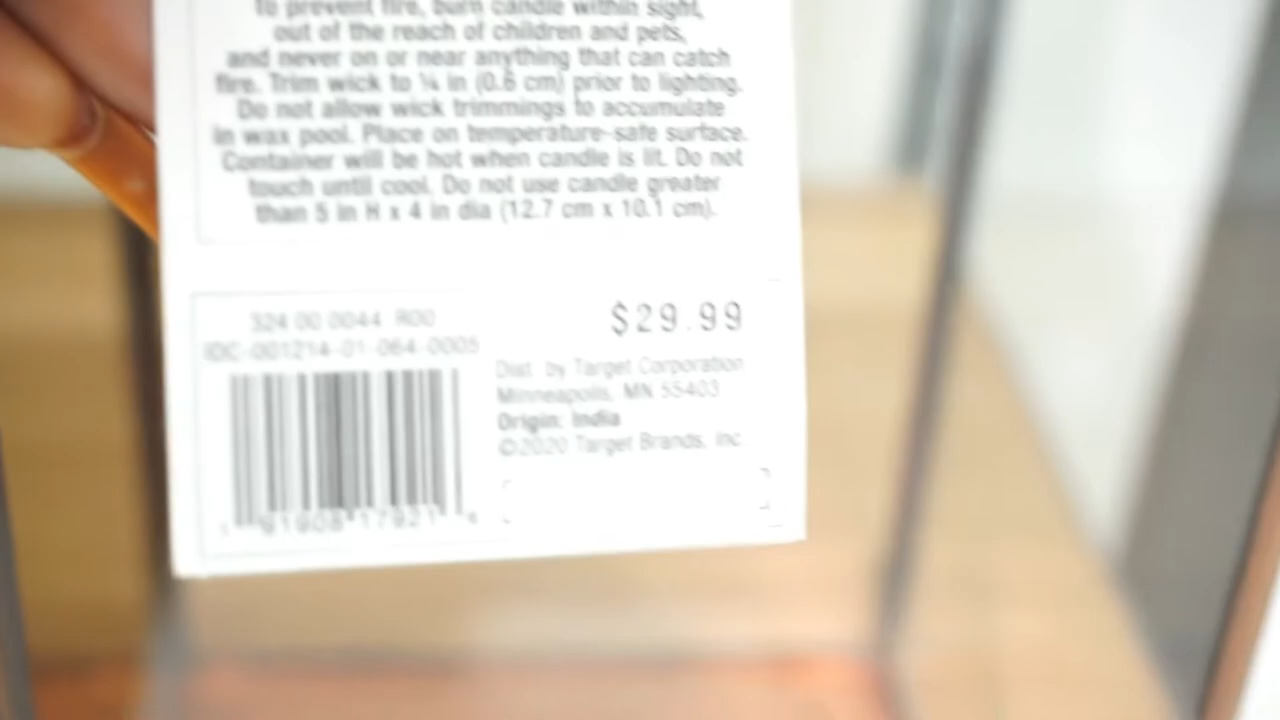 To prevent fire, burn candle within sight,
out of the reach of children and pets,
and never on or near anything that can catch
fire. Trim wick to ¼ in (0.6 cm) prior to lighting.
Do not allow wick trimmings to accumulate
in wax pool. Place on temperature-safe surface.
Container will be hot when candle is lit. Do not
touch until cool. Do not use candle greater
than 5 in H x 4 in dia (12.7 cm x 10.1 cm).
324 00 0044 R00
IDC-001214-01-064-0005
$29.99
Dist. by Target Corporation
Minneapolis, MN 55403
Origin: India
©2020 Target Brands, Inc.